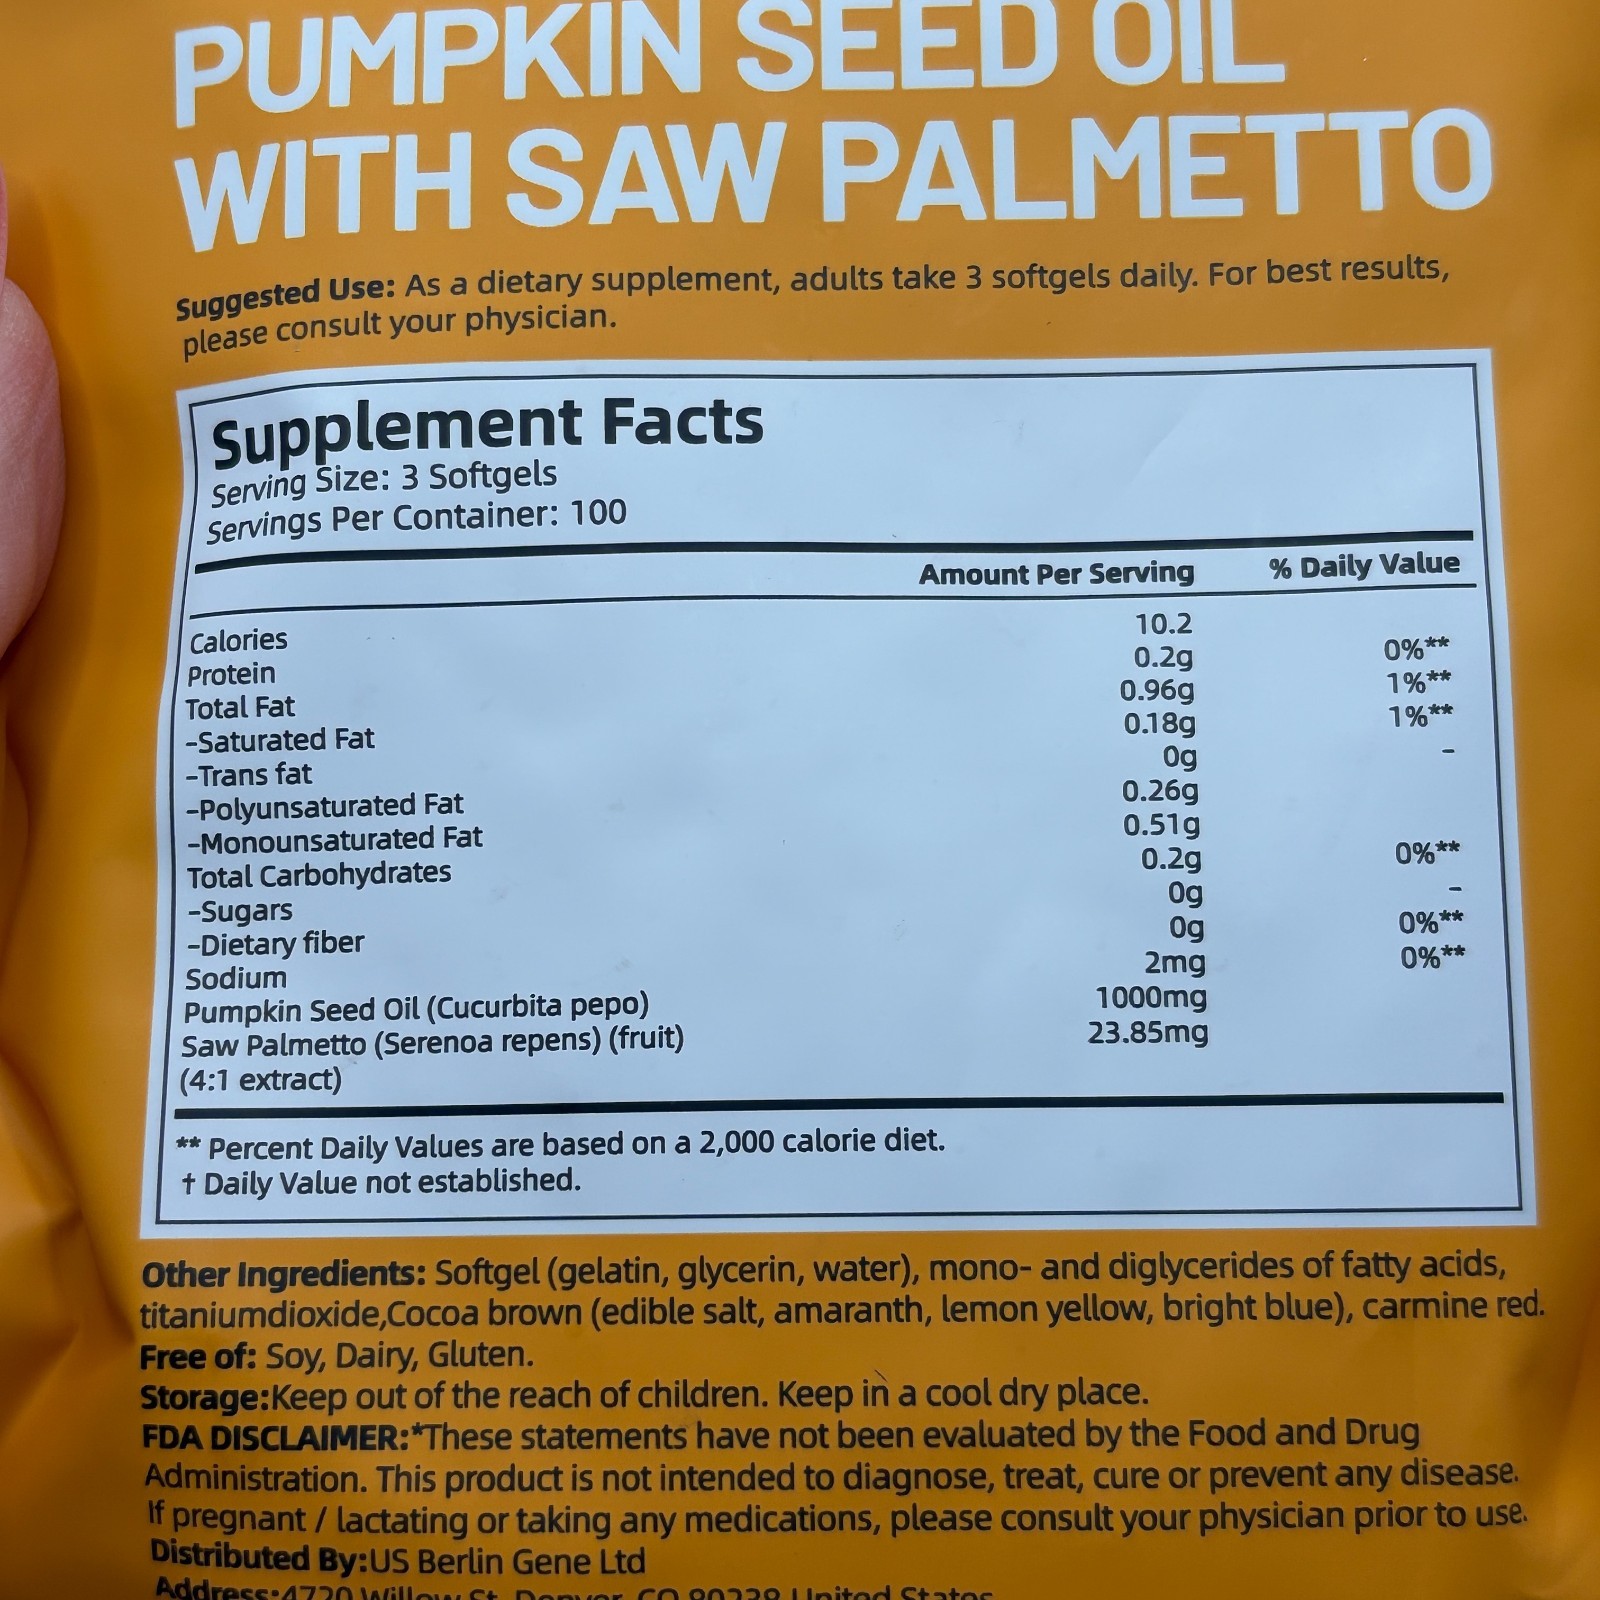 PUMPKIN SEED OIL
WITH SAW PALMETTO
Suggested Use: As a dietary supplement, adults take 3 softgels daily. For best results,
please consult your physician.
Supplement Facts
Serving Size: 3 Softgels
Servings Per Container: 100
Amount Per Serving % Daily Value
Calories 10.2
Protein 0.2g 0%**
Total Fat 0.96g 1%**
-Saturated Fat 0.18g 1%**
-Trans fat 0g -
-Polyunsaturated Fat 0.26g
-Monounsaturated Fat 0.51g
Total Carbohydrates 0.2g 0%**
-Sugars 0g -
-Dietary fiber 0g 0%**
Sodium 2mg 0%**
Pumpkin Seed Oil (Cucurbita pepo) 1000mg
Saw Palmetto (Serenoa repens) (fruit) 23.85mg
(4:1 extract)
** Percent Daily Values are based on a 2,000 calorie diet.
† Daily Value not established.
Other Ingredients: Softgel (gelatin, glycerin, water), mono- and diglycerides of fatty acids,
titaniumdioxide,Cocoa brown (edible salt, amaranth, lemon yellow, bright blue), carmine red.
Free of: Soy, Dairy, Gluten.
Storage:Keep out of the reach of children. Keep in a cool dry place.
FDA DISCLAIMER:*These statements have not been evaluated by the Food and Drug
Administration. This product is not intended to diagnose, treat, cure or prevent any disease.
If pregnant / lactating or taking any medications, please consult your physician prior to use.
Distributed By:US Berlin Gene Ltd
Address:4720 Willow St, Denver, CO 80238 United States